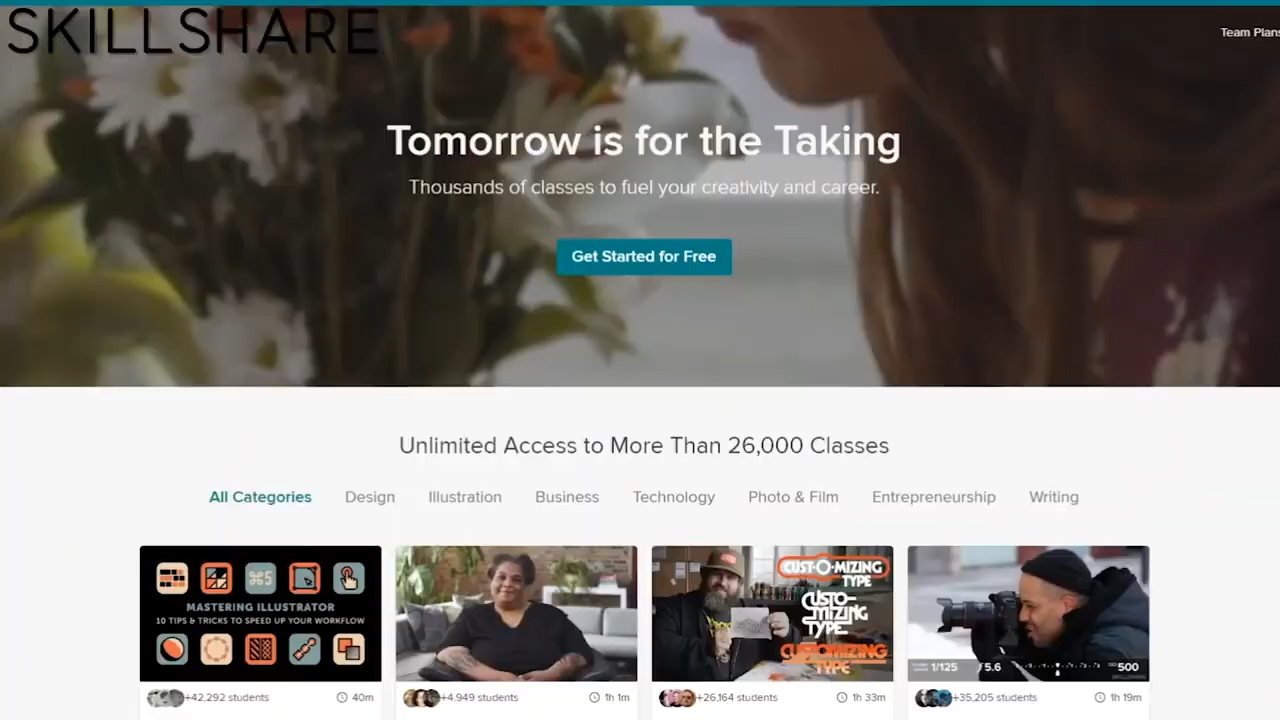 SKILLSHARE
Team Plans
Tomorrow is for the Taking
Thousands of classes to fuel your creativity and career.
Get Started for Free
Unlimited Access to More Than 26,000 Classes
All Categories Design Illustration Business Technology Photo & Film Entrepreneurship Writing
⌘5
MASTERING ILLUSTRATOR
10 TIPS & TRICKS TO SPEED UP YOUR WORKFLOW
CUST-O-MIZING
TYPE
CUSTO-
MIZING
TYPE
CUSTOMIZING
TYPE
1/125 / 5.6 500
SKILLSHARE
+42,292 students 40m
+4,949 students 1h 1m
+26,164 students 1h 33m
+35,205 students 1h 19m